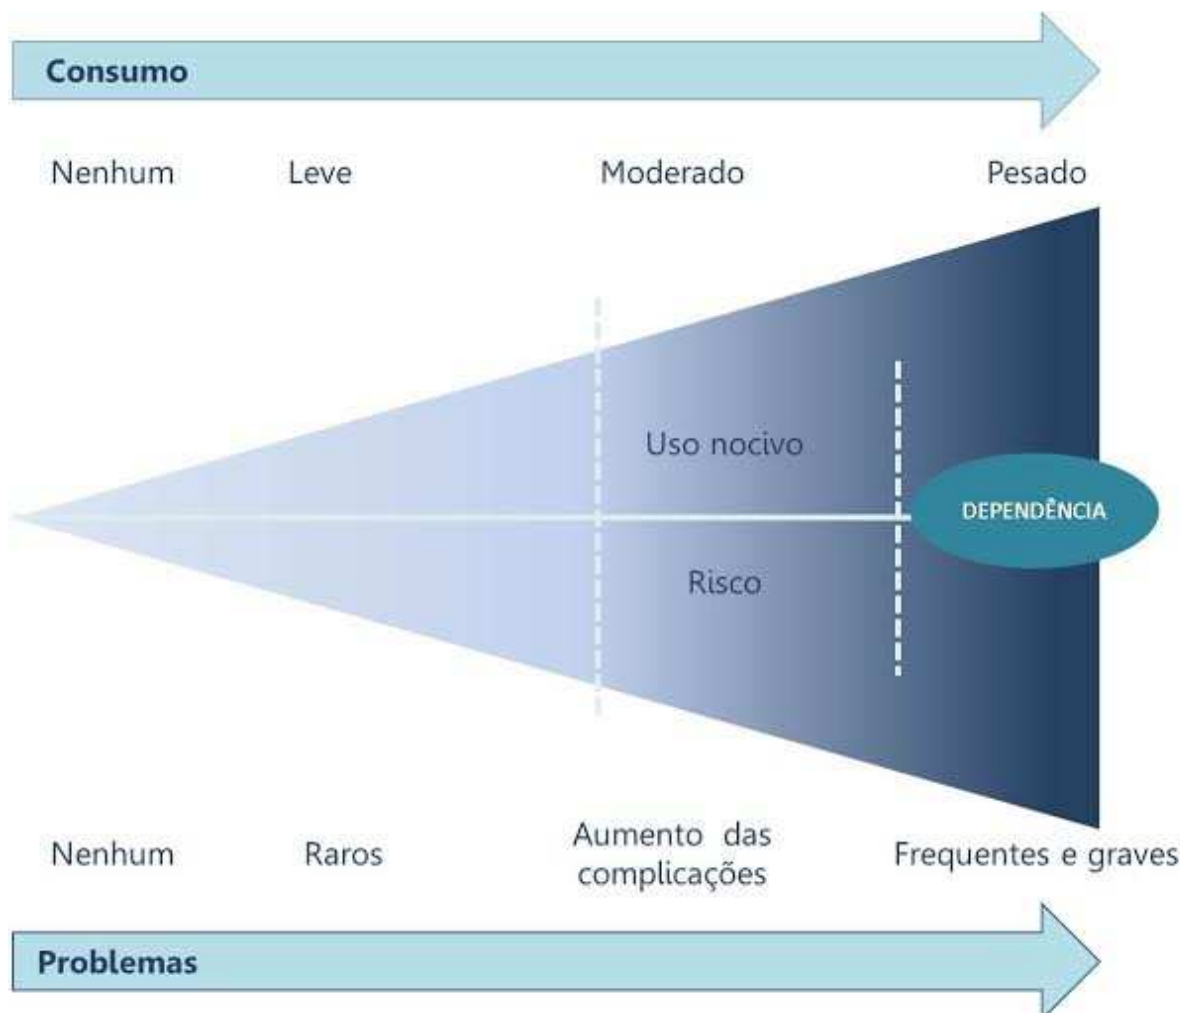 Consumo
Nenhum Leve Moderado Pesado
Uso nocivo
DEPENDÊNCIA
Risco
Nenhum Raros Aumento das complicações Frequentes e graves
Problemas